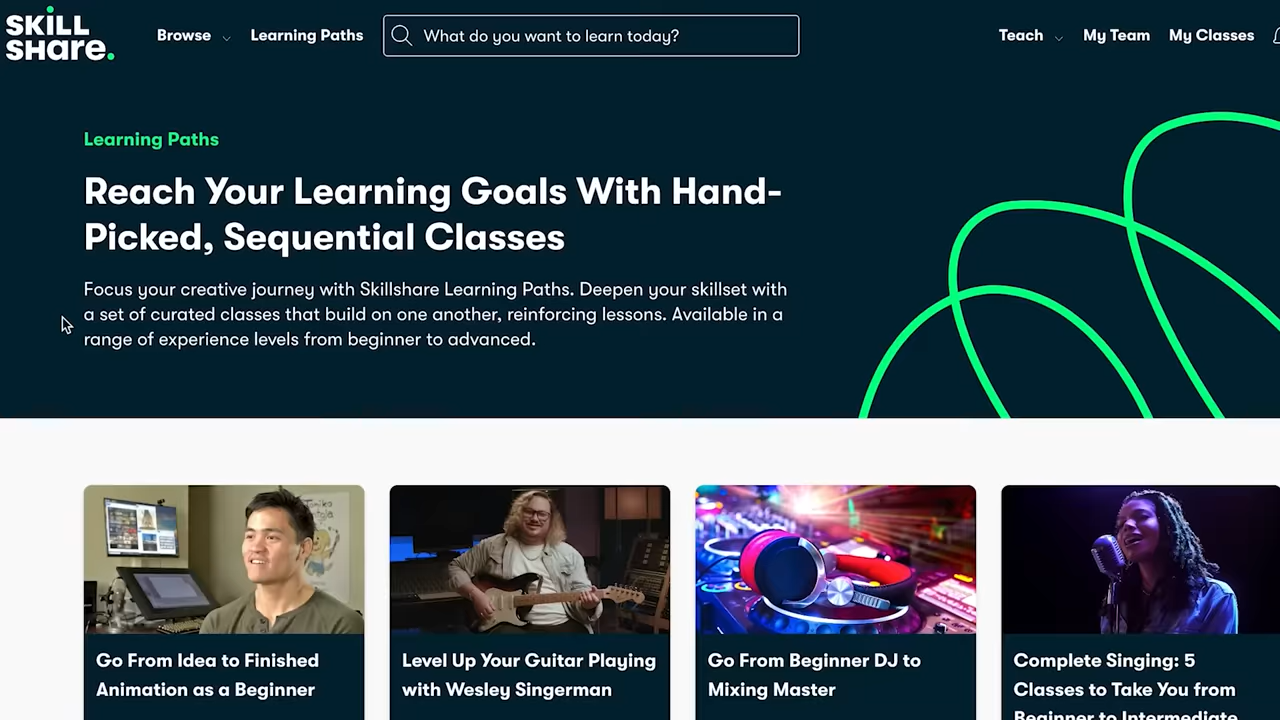 SKILL
SHare.
Browse
Learning Paths
What do you want to learn today?
Teach
My Team
My Classes
Learning Paths
Reach Your Learning Goals With Hand-
Picked, Sequential Classes
Focus your creative journey with Skillshare Learning Paths. Deepen your skillset with
a set of curated classes that build on one another, reinforcing lessons. Available in a
range of experience levels from beginner to advanced.
Go From Idea to Finished
Animation as a Beginner
Level Up Your Guitar Playing
with Wesley Singerman
Go From Beginner DJ to
Mixing Master
Complete Singing: 5
Classes to Take You from
Beginner to Intermediate